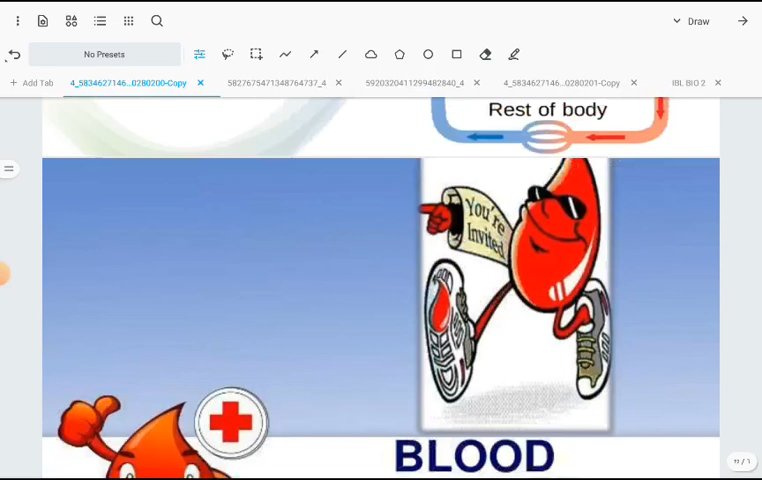 Draw
No Presets
Add Tab
4_5834627146...0280200-Copy
5827675471348764737_4
5920320411299482840_4
4_5834627146...0280201-Copy
IBL BIO 2
Rest of body
You're
Invited
BLOOD